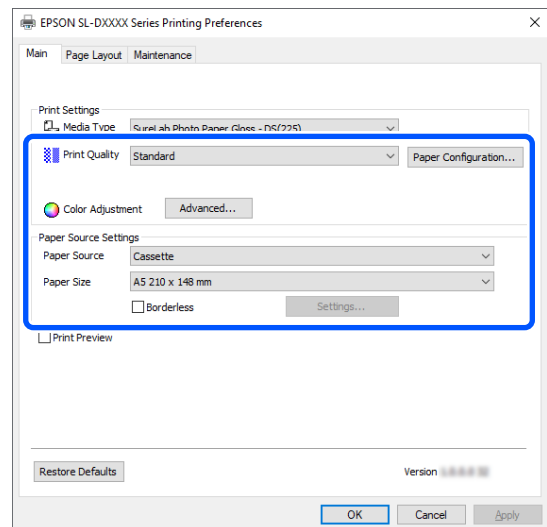 EPSON SL-DXXXX Series Printing Preferences
Main Page Layout Maintenance
Print Settings
Media Type SureLab Photo Paper Gloss - DS(225)
Print Quality Standard Paper Configuration...
Color Adjustment Advanced...
Paper Source Settings
Paper Source Cassette
Paper Size A5 210 x 148 mm
Borderless Settings...
Print Preview
Restore Defaults Version
OK Cancel Apply